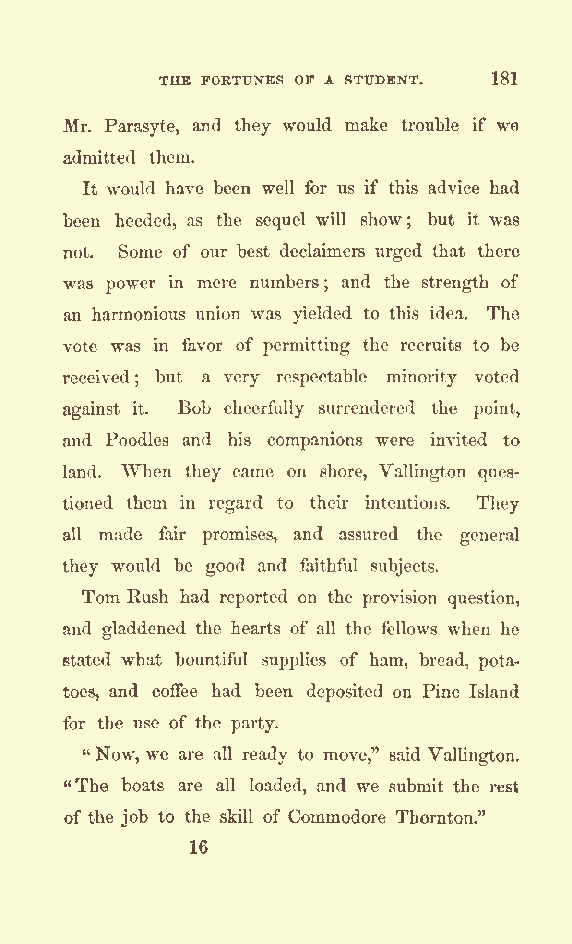 THE FORTUNES OF A STUDENT. 181
Mr. Parasyte, and they would make trouble if we
admitted them.
It would have been well for us if this advice had
been heeded, as the sequel will show; but it was
not. Some of our best declaimers urged that there
was power in mere numbers; and the strength of
an harmonious union was yielded to this idea. The
vote was in favor of permitting the recruits to be
received; but a very respectable minority voted
against it. Bob cheerfully surrendered the point,
and Poodles and his companions were invited to
land. When they came on shore, Vallington ques-
tioned them in regard to their intentions. They
all made fair promises, and assured the general
they would be good and faithful subjects.
Tom Rush had reported on the provision question,
and gladdened the hearts of all the fellows when he
stated what bountiful supplies of ham, bread, pota-
toes, and coffee had been deposited on Pine Island
for the use of the party.
"Now, we are all ready to move," said Vallington.
"The boats are all loaded, and we submit the rest
of the job to the skill of Commodore Thornton."
16